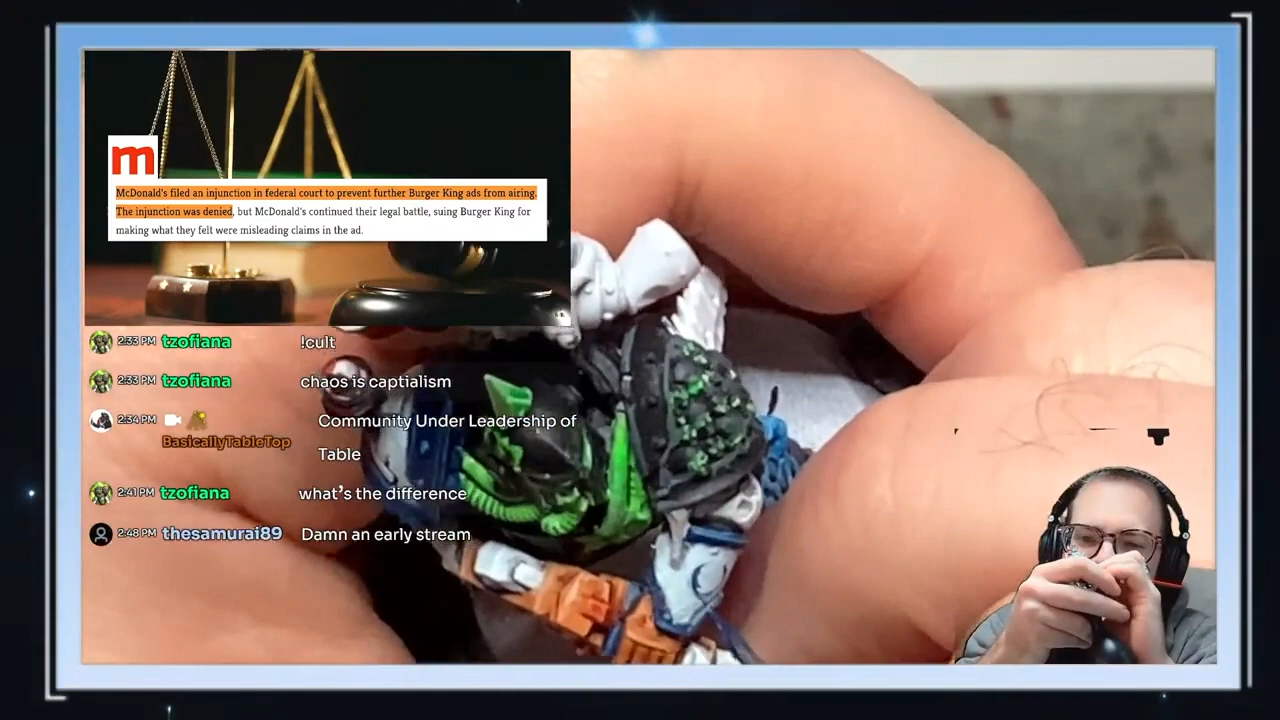 m
McDonald's filed an injunction in federal court to prevent further Burger King ads from airing.
The injunction was denied, but McDonald's continued their legal battle, suing Burger King for
making what they felt were misleading claims in the ad.
2:33 PM tzofiana !cult
2:33 PM tzofiana chaos is captialism
2:34 PM BasicallyTableTop Community Under Leadership of
Table
2:41 PM tzofiana what's the difference
2:48 PM thesamurai89 Damn an early stream